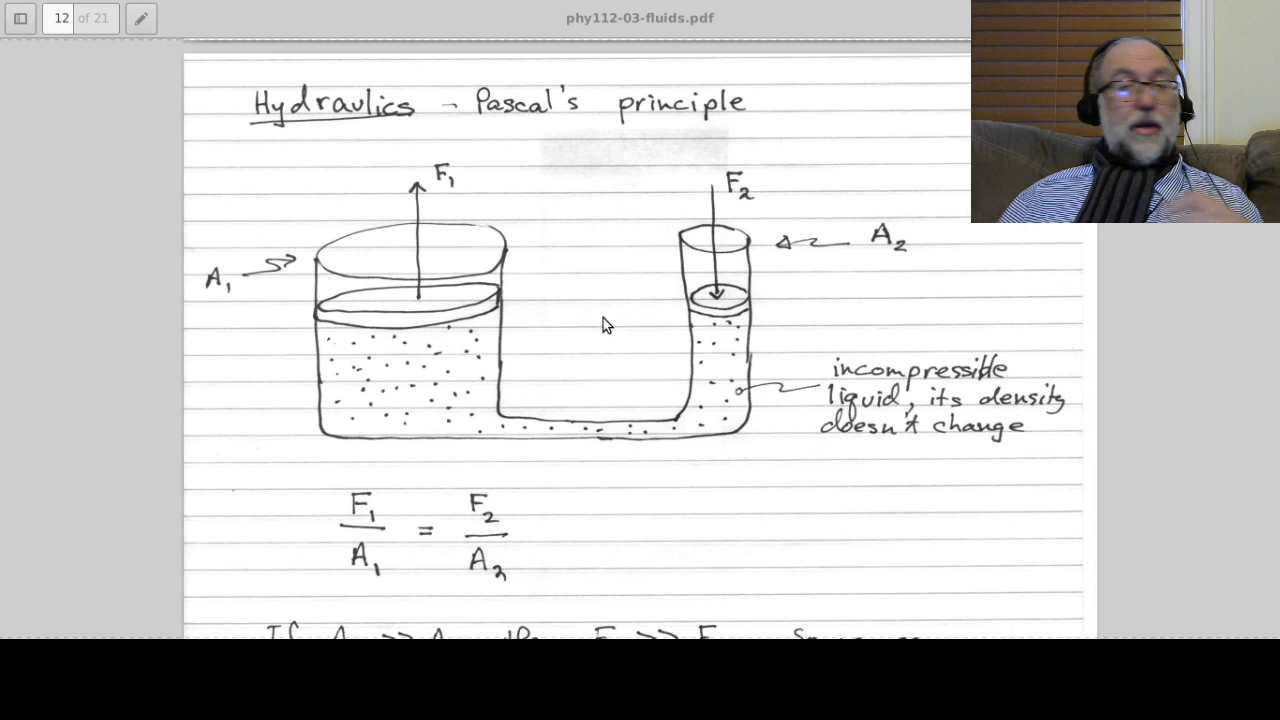 12 of 21
phy112-03-fluids.pdf
Hydraulics - Pascal's principle
F1
F2
A1
A2
incompressible
liquid, its density
doesn't change
F1 = F2
A1 A2